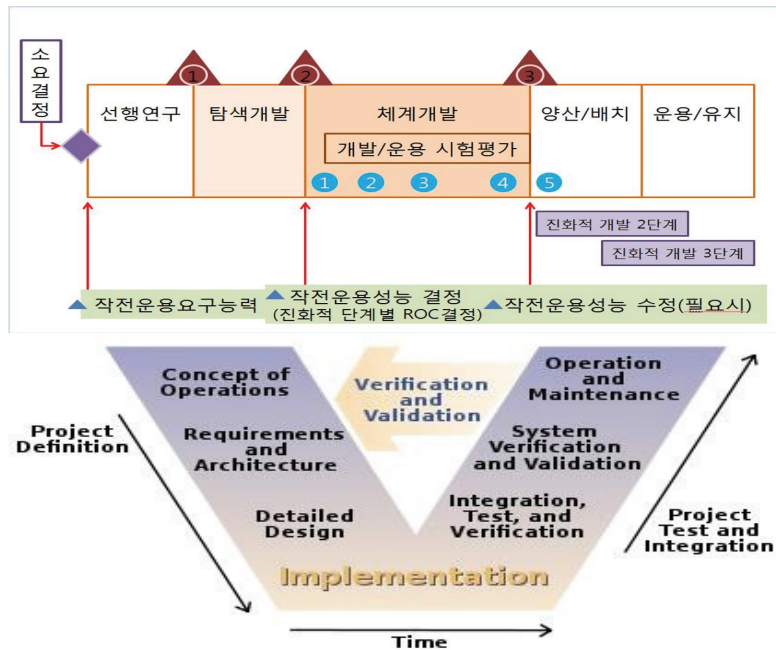 소
요
결
정
1
2
3
선행연구
탐색개발
체계개발
양산/배치
운용/유지
개발/운용 시험평가
1
2
3
4
5
진화적 개발 2단계
진화적 개발 3단계
작전운용요구능력
작전운용성능 결정
(진화적 단계별 ROC결정)
작전운용성능 수정(필요시)
Concept of
Operations
Verification
and
Validation
Operation
and
Maintenance
Project
Definition
Requirements
and
Architecture
System
Verification
and Validation
Detailed
Design
Integration,
Test, and
Verification
Project
Test and
Integration
Implementation
Time